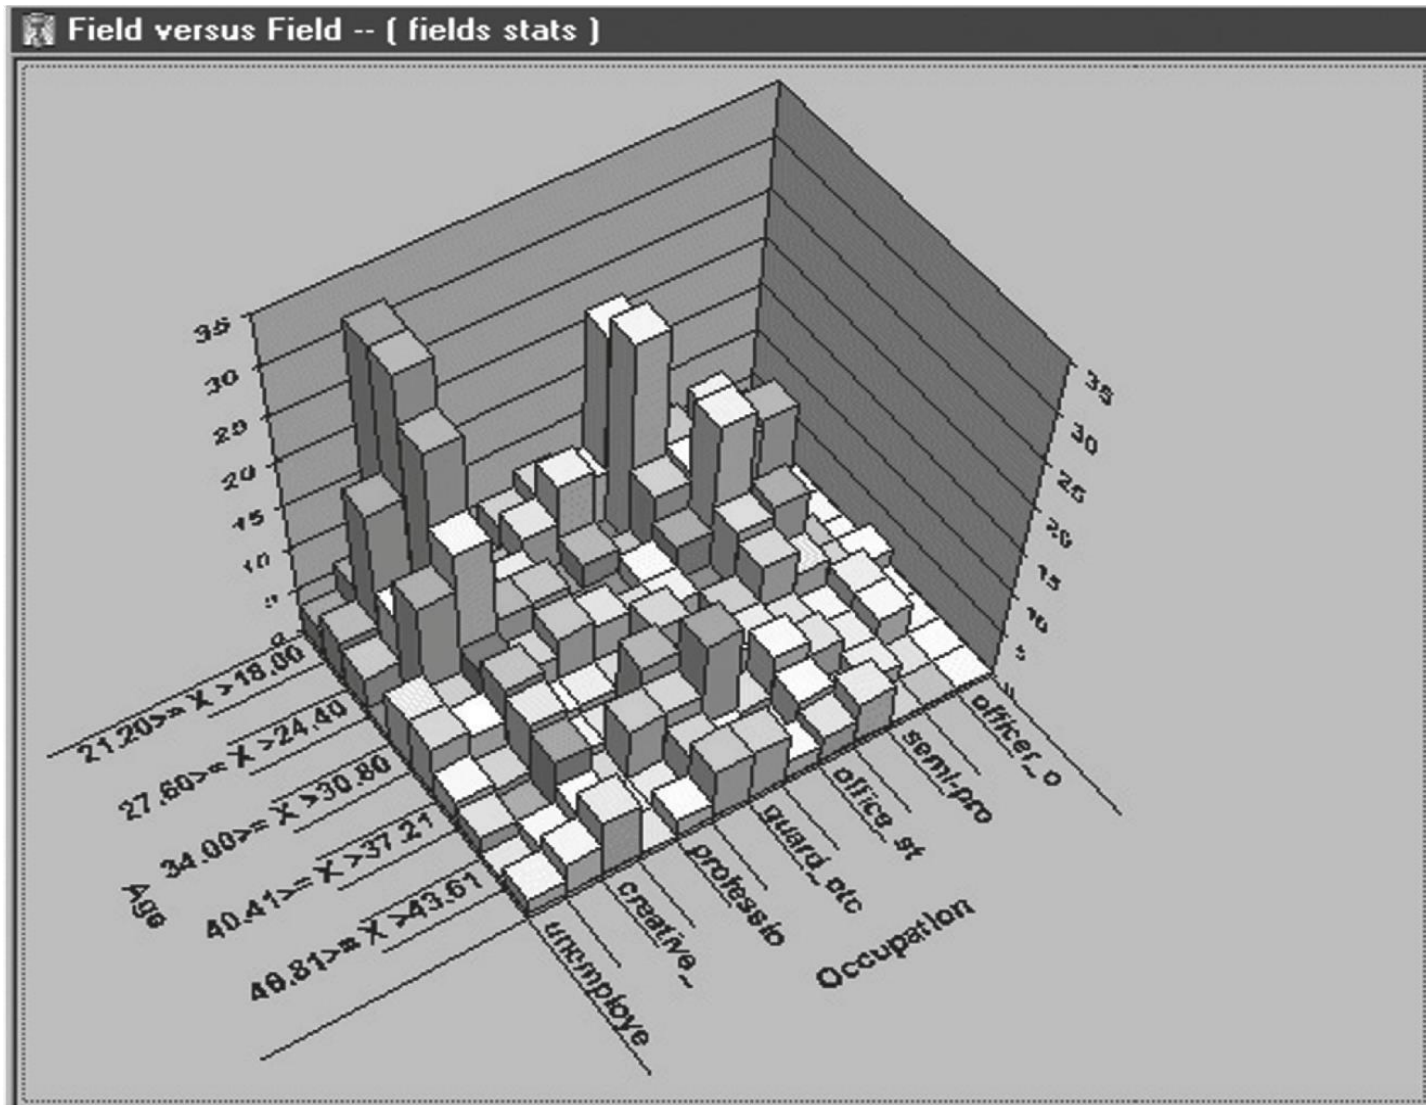 Field versus Field -- ( fields stats )
35
30
25
20
15
10
5
0
35
30
25
20
15
10
5
0
21.20>= X >18.00
27.60>= X >24.40
34.00>= X >30.80
40.41>= X >37.21
46.81>= X >43.61
Age
unemploye
creative_
professio
guard_etc
office_st
semi-pro
officer_o
Occupation